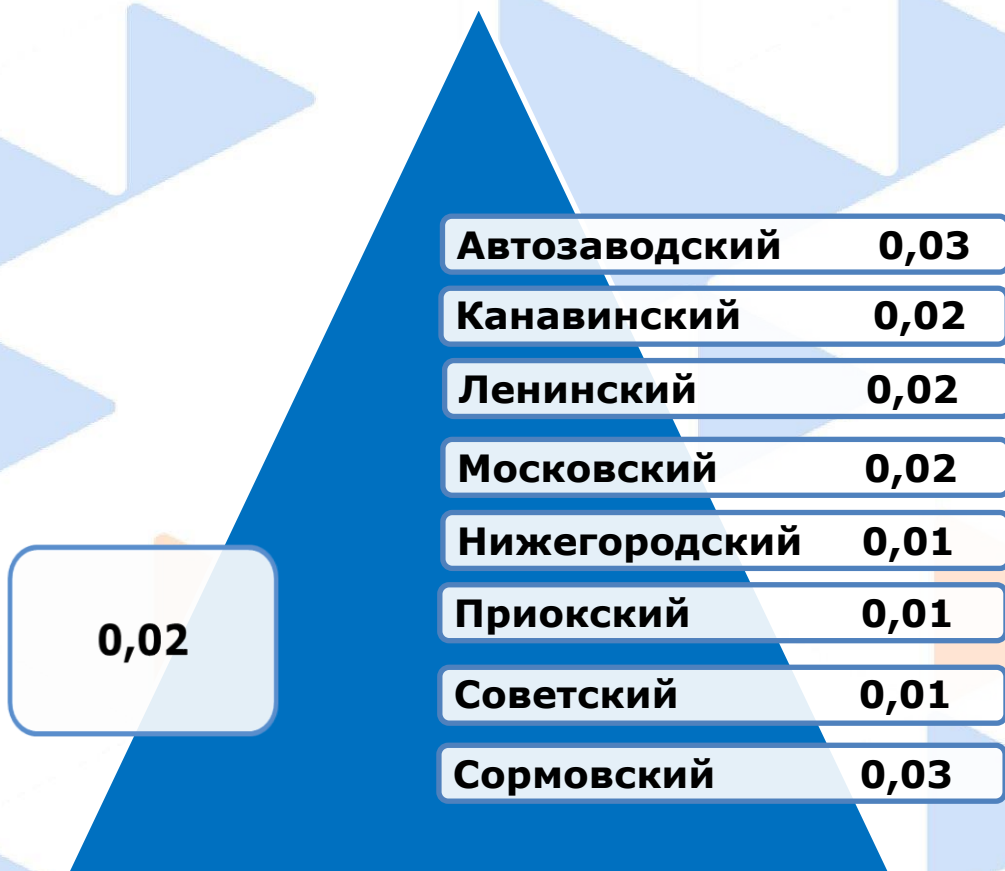 Автозаводский 0,03
Канавинский 0,02
Ленинский 0,02
Московский 0,02
Нижегородский 0,01
Приокский 0,01
0,02
Советский 0,01
Сормовский 0,03